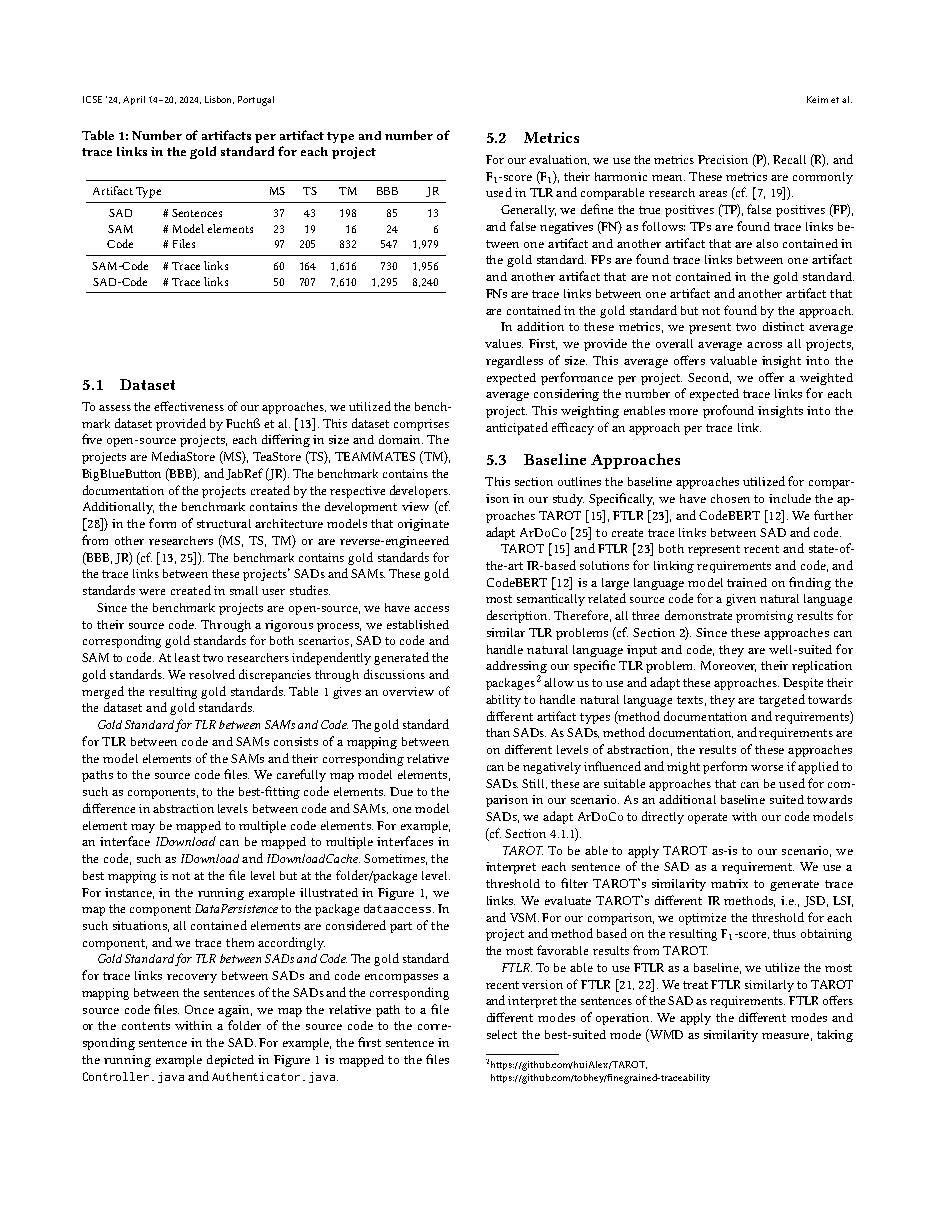 ICSE '24, April 14–20, 2024, Lisbon, Portugal
Keim et al.
Table 1: Number of artifacts per artifact type and number of
trace links in the gold standard for each project
Artifact Type MS TS TM BBB JR
SAD # Sentences 37 43 198 85 13
SAM # Model elements 23 19 16 24 6
Code # Files 97 205 832 547 1,979
SAM-Code # Trace links 60 164 1,616 730 1,956
SAD-Code # Trace links 50 707 7,610 1,295 8,240
5.1 Dataset
To assess the effectiveness of our approaches, we utilized the bench-
mark dataset provided by Fuchß et al. [13]. This dataset comprises
five open-source projects, each differing in size and domain. The
projects are MediaStore (MS), TeaStore (TS), TEAMMATES (TM),
BigBlueButton (BBB), and JabRef (JR). The benchmark contains the
documentation of the projects created by the respective developers.
Additionally, the benchmark contains the development view (cf.
[28]) in the form of structural architecture models that originate
from other researchers (MS, TS, TM) or are reverse-engineered
(BBB, JR) (cf. [13, 25]). The benchmark contains gold standards for
the trace links between these projects' SADs and SAMs. These gold
standards were created in small user studies.
Since the benchmark projects are open-source, we have access
to their source code. Through a rigorous process, we established
corresponding gold standards for both scenarios, SAD to code and
SAM to code. At least two researchers independently generated the
gold standards. We resolved discrepancies through discussions and
merged the resulting gold standards. Table 1 gives an overview of
the dataset and gold standards.
Gold Standard for TLR between SAMs and Code. The gold standard
for TLR between code and SAMs consists of a mapping between
the model elements of the SAMs and their corresponding relative
paths to the source code files. We carefully map model elements,
such as components, to the best-fitting code elements. Due to the
difference in abstraction levels between code and SAMs, one model
element may be mapped to multiple code elements. For example,
an interface IDownload can be mapped to multiple interfaces in
the code, such as IDownload and IDownloadCache. Sometimes, the
best mapping is not at the file level but at the folder/package level.
For instance, in the running example illustrated in Figure 1, we
map the component DataPersistence to the package dataaccess. In
such situations, all contained elements are considered part of the
component, and we trace them accordingly.
Gold Standard for TLR between SADs and Code. The gold standard
for trace links recovery between SADs and code encompasses a
mapping between the sentences of the SADs and the corresponding
source code files. Once again, we map the relative path to a file
or the contents within a folder of the source code to the corre-
sponding sentence in the SAD. For example, the first sentence in
the running example depicted in Figure 1 is mapped to the files
Controller.java and Authenticator.java.
5.2 Metrics
For our evaluation, we use the metrics Precision (P), Recall (R), and
F1-score (F1), their harmonic mean. These metrics are commonly
used in TLR and comparable research areas (cf. [7, 19]).
Generally, we define the true positives (TP), false positives (FP),
and false negatives (FN) as follows: TPs are found trace links be-
tween one artifact and another artifact that are also contained in
the gold standard. FPs are found trace links between one artifact
and another artifact that are not contained in the gold standard.
FNs are trace links between one artifact and another artifact that
are contained in the gold standard but not found by the approach.
In addition to these metrics, we present two distinct average
values. First, we provide the overall average across all projects,
regardless of size. This average offers valuable insight into the
expected performance per project. Second, we offer a weighted
average considering the number of expected trace links for each
project. This weighting enables more profound insights into the
anticipated efficacy of an approach per trace link.
5.3 Baseline Approaches
This section outlines the baseline approaches utilized for compar-
ison in our study. Specifically, we have chosen to include the ap-
proaches TAROT [15], FTLR [23], and CodeBERT [12]. We further
adapt ArDoCo [25] to create trace links between SAD and code.
TAROT [15] and FTLR [23] both represent recent and state-of-
the-art IR-based solutions for linking requirements and code, and
CodeBERT [12] is a large language model trained on finding the
most semantically related source code for a given natural language
description. Therefore, all three demonstrate promising results for
similar TLR problems (cf. Section 2). Since these approaches can
handle natural language input and code, they are well-suited for
addressing our specific TLR problem. Moreover, their replication
packages2 allow us to use and adapt these approaches. Despite their
ability to handle natural language texts, they are targeted towards
different artifact types (method documentation and requirements)
than SADs. As SADs, method documentation, and requirements are
on different levels of abstraction, the results of these approaches
can be negatively influenced and might perform worse if applied to
SADs. Still, these are suitable approaches that can be used for com-
parison in our scenario. As an additional baseline suited towards
SADs, we adapt ArDoCo to directly operate with our code models
(cf. Section 4.1.1).
TAROT. To be able to apply TAROT as-is to our scenario, we
interpret each sentence of the SAD as a requirement. We use a
threshold to filter TAROT's similarity matrix to generate trace
links. We evaluate TAROT's different IR methods, i.e., JSD, LSI,
and VSM. For our comparison, we optimize the threshold for each
project and method based on the resulting F1-score, thus obtaining
the most favorable results from TAROT.
FTLR. To be able to use FTLR as a baseline, we utilize the most
recent version of FTLR [21, 22]. We treat FTLR similarly to TAROT
and interpret the sentences of the SAD as requirements. FTLR offers
different modes of operation. We apply the different modes and
select the best-suited mode (WMD as similarity measure, taking
2https://github.com/huiAlex/TAROT,
https://github.com/tobhey/finegrained-traceability